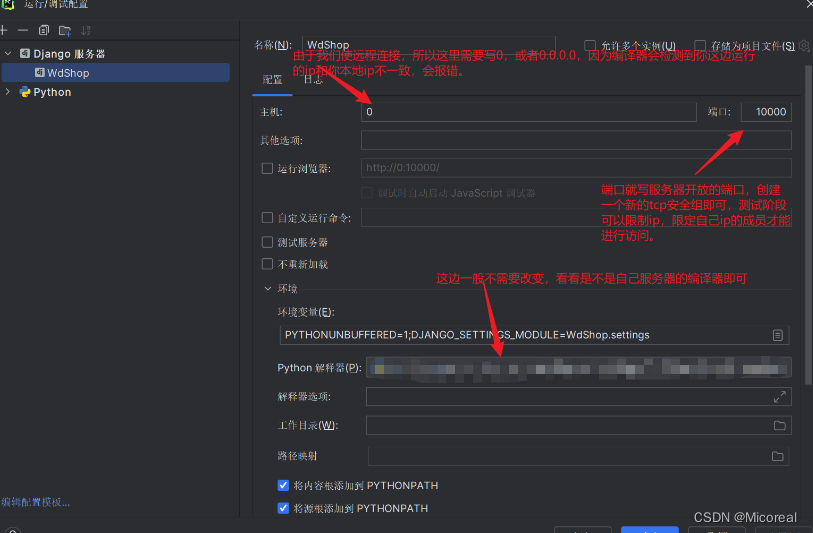 运行/调试配置
Django 服务器
WdShop
Python
编辑配置模板...
名称(N):
WdShop
允许多个实例(U)
存储为项目文件(S)
由于我们使远程连接，所以这里需要写0，或者0.0.0.0，因为编译器会检测到你这边运行
的ip和你本地ip不一致，会报错。
配置
日志
主机:
0
端口:
10000
其他选项:
运行浏览器:
http://0:10000/
调试时自动启动 JavaScript 调试器
端口就写服务器开放的端口，创建
一个新的tcp安全组即可，测试阶段
可以限制ip，限定自己ip的成员才能
进行访问。
自定义运行命令:
测试服务器
不重新加载
这边一般不需要改变，看看是不是自己服务器的编译器即可
环境
环境变量(E):
PYTHONUNBUFFERED=1;DJANGO_SETTINGS_MODULE=WdShop.settings
Python 解释器(P):
解释器选项:
工作目录(W):
路径映射
将内容根添加到 PYTHONPATH
将源根添加到 PYTHONPATH
CSDN @Micoreal